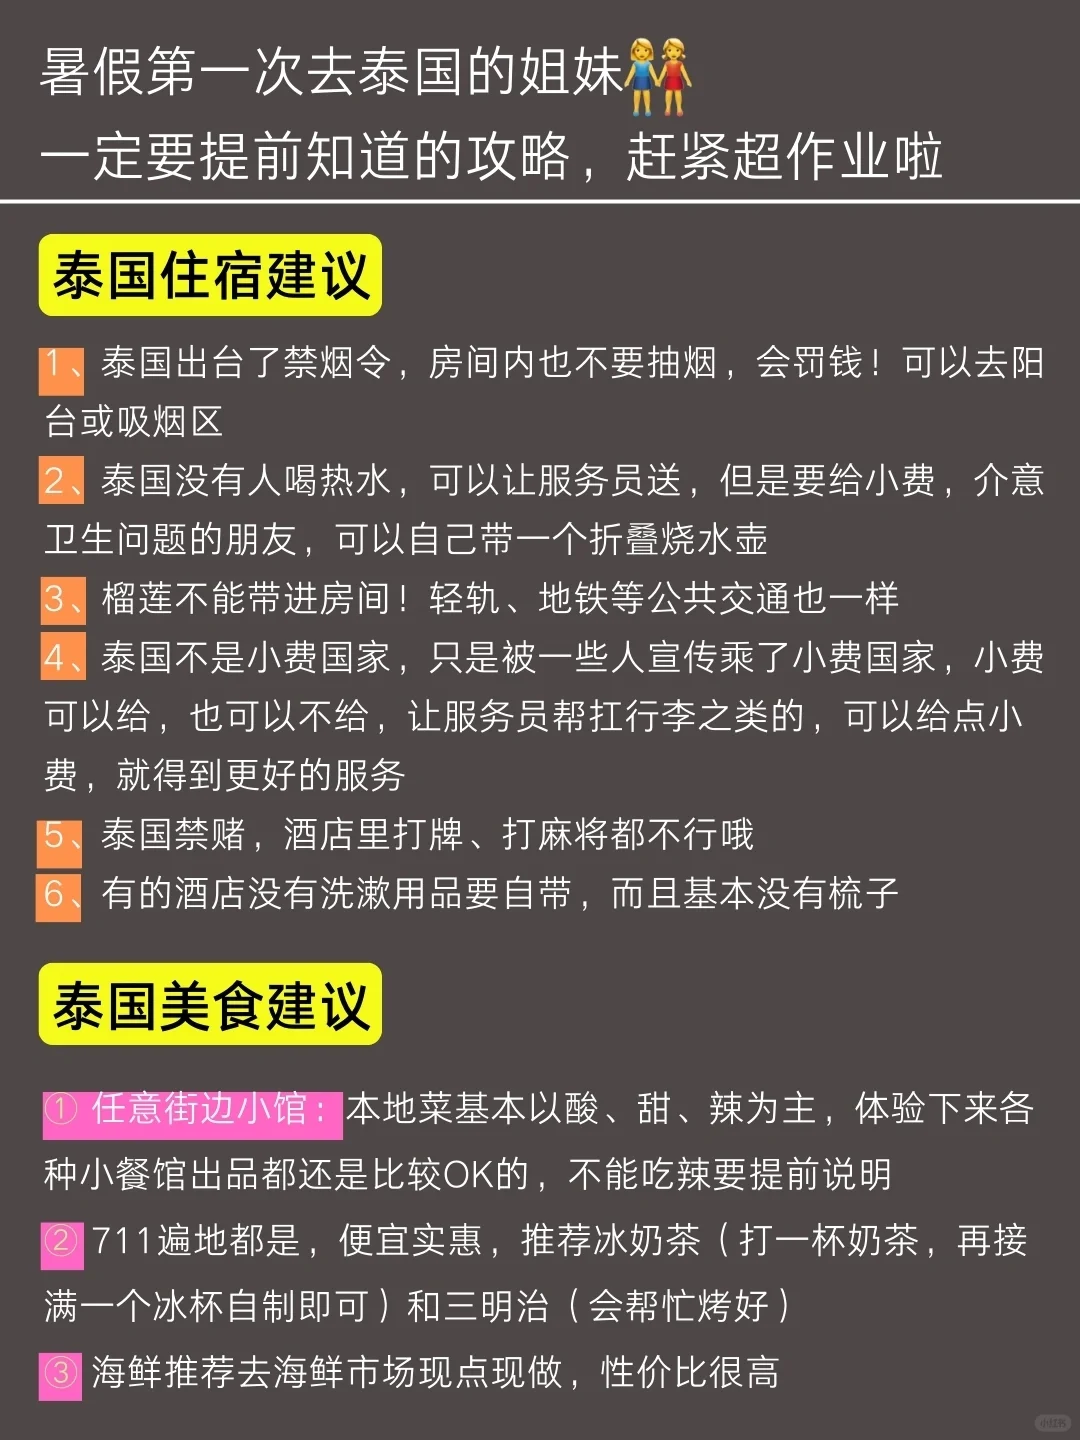 暑假第一次去泰国的姐妹👭
一定要提前知道的攻略，赶紧超作业啦
泰国住宿建议
1、泰国出台了禁烟令，房间内也不要抽烟，会罚钱！可以去阳
台或吸烟区
2、泰国没有人喝热水，可以让服务员送，但是要给小费，介意
卫生问题的朋友，可以自己带一个折叠烧水壶
3、榴莲不能带进房间！轻轨、地铁等公共交通也一样
4、泰国不是小费国家，只是被一些人宣传乘了小费国家，小费
可以给，也可以不给，让服务员帮扛行李之类的，可以给点小
费，就得到更好的服务
5、泰国禁赌，酒店里打牌、打麻将都不行哦
6、有的酒店没有洗漱用品要自带，而且基本没有梳子
泰国美食建议
① 任意街边小馆：本地菜基本以酸、甜、辣为主，体验下来各
种小餐馆出品都还是比较OK的，不能吃辣要提前说明
② 711遍地都是，便宜实惠，推荐冰奶茶（打一杯奶茶，再接
满一个冰杯自制即可）和三明治（会帮忙烤好）
③ 海鲜推荐去海鲜市场现点现做，性价比很高
小红书